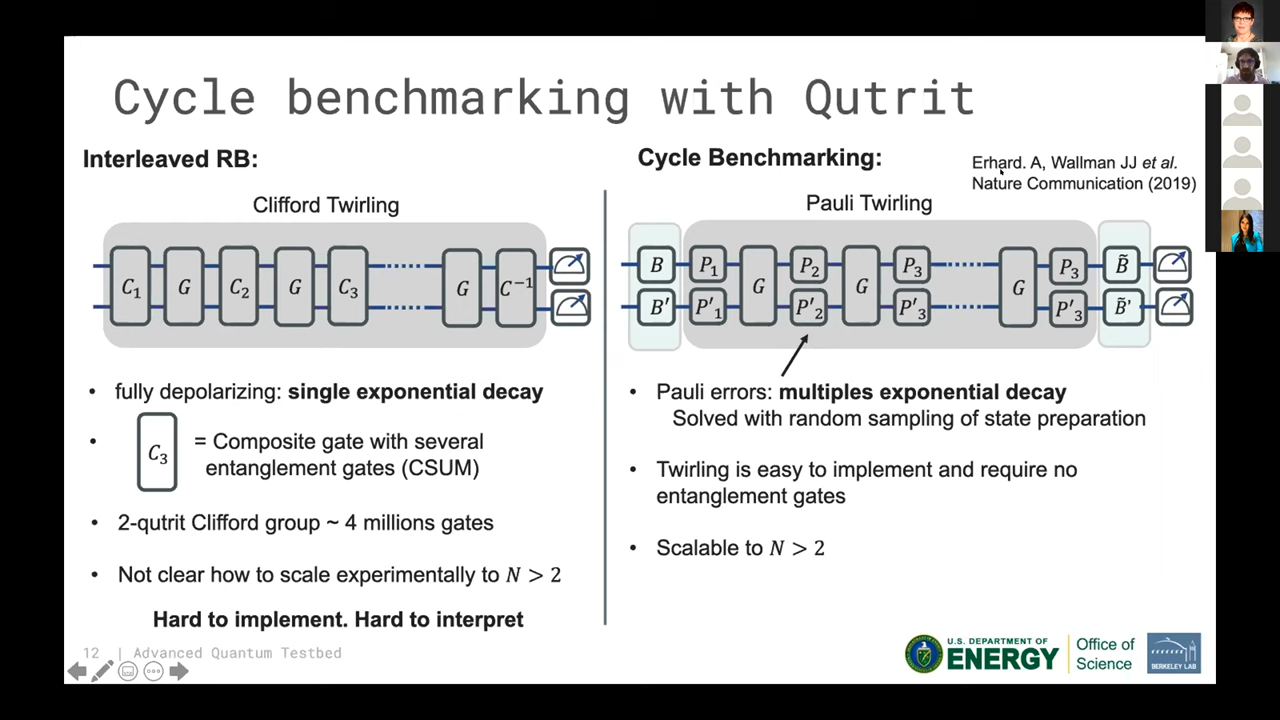 Cycle benchmarking with Qutrit
Interleaved RB:
Clifford Twirling
C₁ G C₂ G C₃ G C⁻¹
• fully depolarizing: single exponential decay
• C₃ = Composite gate with several
entanglement gates (CSUM)
• 2-qutrit Clifford group ~ 4 millions gates
• Not clear how to scale experimentally to N > 2
Hard to implement. Hard to interpret
Cycle Benchmarking:
Erhard. A, Wallman JJ et al.
Nature Communication (2019)
Pauli Twirling
B P₁ G P₂ G P₃ G P₃ B̃
B' P'₁ P'₂ P'₃ P'₃ B̃'
• Pauli errors: multiples exponential decay
Solved with random sampling of state preparation
• Twirling is easy to implement and require no
entanglement gates
• Scalable to N > 2
12 | Advanced Quantum Testbed
U.S. DEPARTMENT OF
ENERGY
Office of
Science
BERKELEY LAB